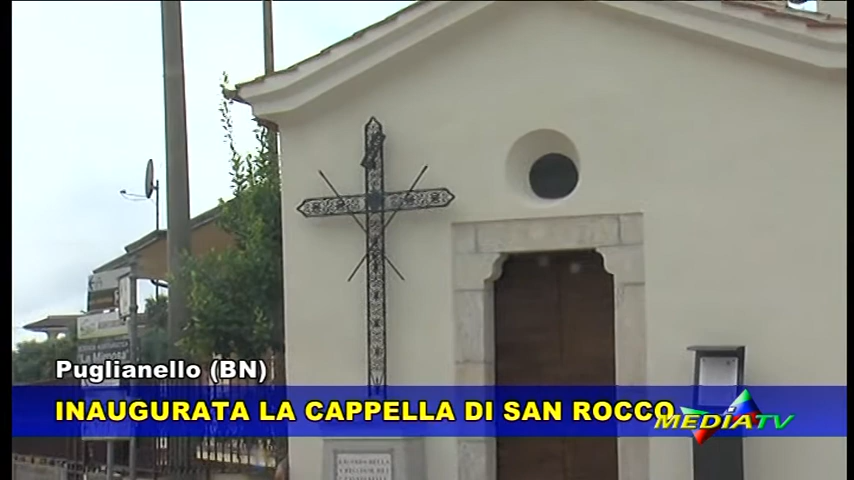 Puglianello (BN)
INAUGURATA LA CAPPELLA DI SAN ROCCO
MEDIATV